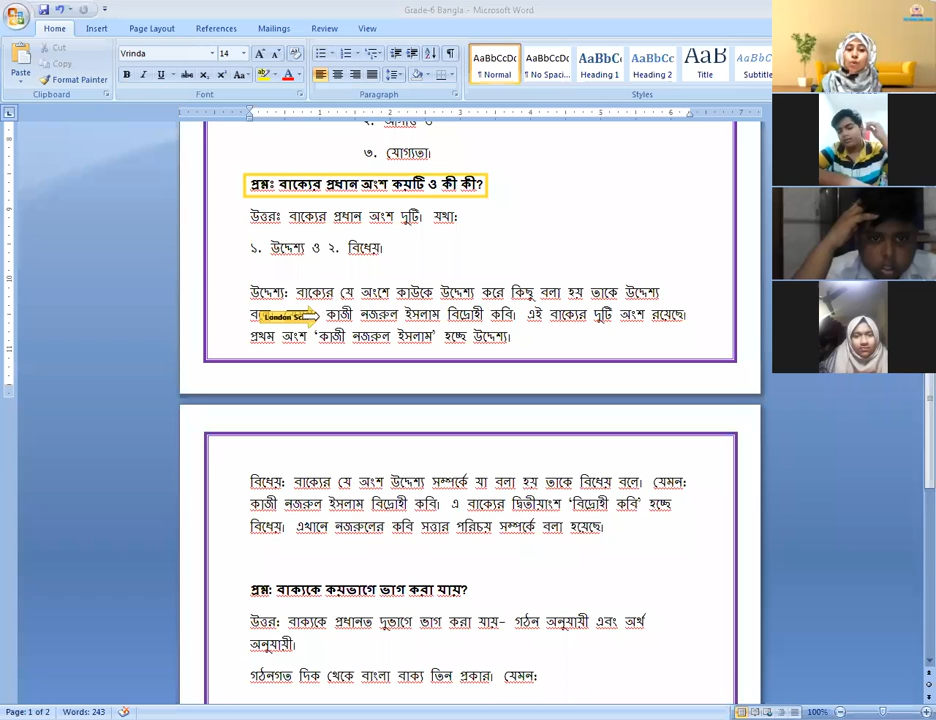 Grade-6 Bangla - Microsoft Word
Home Insert Page Layout References Mailings Review View
Cut
Copy
Paste
Format Painter
Vrinda 14
AaBbCcDc AaBbCcDc AaBbC AaBbCc AaB AaBbCc
¶ Normal ¶ No Spaci... Heading 1 Heading 2 Title Subtitle
Clipboard Font Paragraph Styles
৩. যোগ্যতা।
প্রশ্নঃ বাক্যের প্রধান অংশ কয়টি ও কী কী?
উত্তরঃ বাক্যের প্রধান অংশ দুটি। যথা:
১. উদ্দেশ্য ও ২. বিধেয়।
উদ্দেশ্য: বাক্যের যে অংশে কাউকে উদ্দেশ্য করে কিছু বলা হয় তাকে উদ্দেশ্য
কাজী নজরুল ইসলাম বিদ্রোহী কবি। এই বাক্যের দুটি অংশ রয়েছে।
প্রথম অংশ ‘কাজী নজরুল ইসলাম’ হচ্ছে উদ্দেশ্য।
বিধেয়: বাক্যের যে অংশ উদ্দেশ্য সম্পর্কে যা বলা হয় তাকে বিধেয় বলে। যেমন:
কাজী নজরুল ইসলাম বিদ্রোহী কবি। এ বাক্যের দ্বিতীয়াংশ ‘বিদ্রোহী কবি’ হচ্ছে
বিধেয়। এখানে নজরুলের কবি সত্তার পরিচয় সম্পর্কে বলা হয়েছে।
প্রশ্ন: বাক্যকে কয়ভাগে ভাগ করা যায়?
উত্তর: বাক্যকে প্রধানত দুভাগে ভাগ করা যায়- গঠন অনুযায়ী এবং অর্থ
অনুযায়ী।
গঠনগত দিক থেকে বাংলা বাক্য তিন প্রকার। যেমন:
Page: 1 of 2 Words: 243 100%